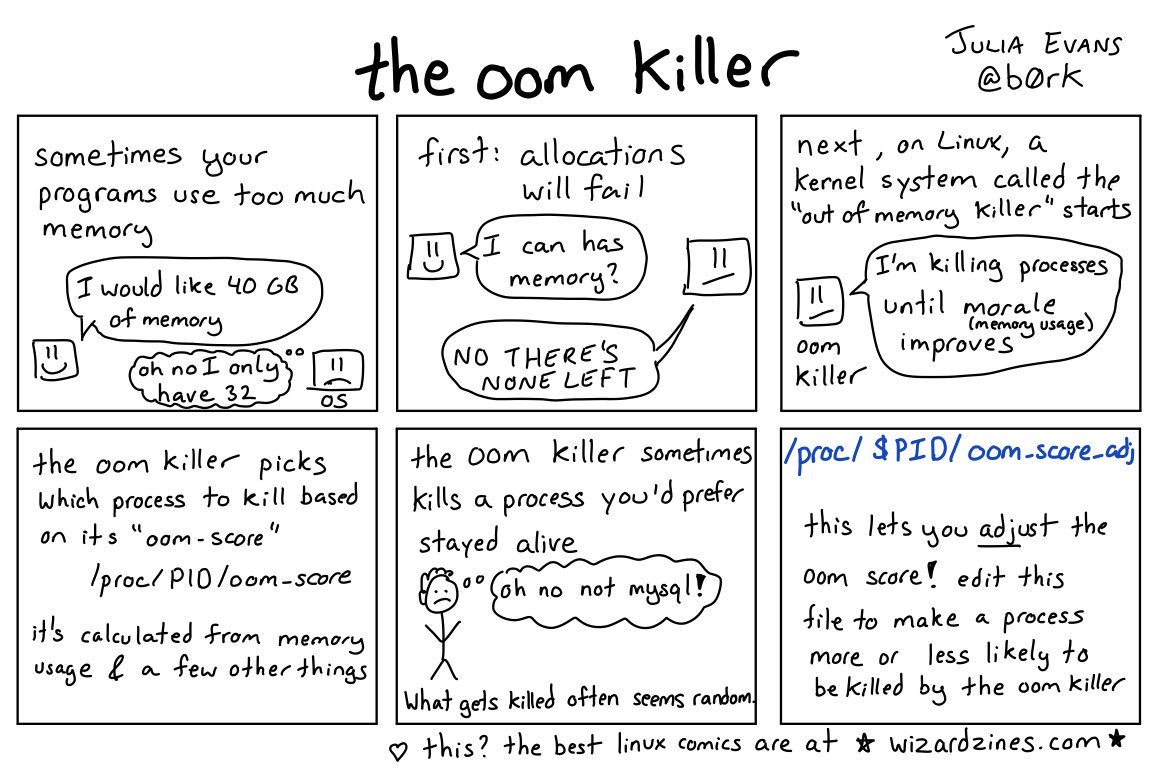 the oom killer
JULIA EVANS
@b0rk
sometimes your
programs use too much
memory
I would like 40 GB
of memory
oh no I only
have 32
OS
first: allocations
will fail
I can has
memory?
NO THERE'S
NONE LEFT
next, on Linux, a
kernel system called the
"out of memory killer" starts
I'm killing processes
until morale
(memory usage)
improves
oom
killer
the oom killer picks
which process to kill based
on its "oom-score"
/proc/PID/oom_score
it's calculated from memory
usage & a few other things
the oom killer sometimes
kills a process you'd prefer
stayed alive
oh no not mysql!
What gets killed often seems random.
/proc/$PID/oom_score_adj
this lets you adjust the
oom score! edit this
file to make a process
more or less likely to
be killed by the oom killer
♡ this? the best linux comics are at ★ wizardzines.com ★